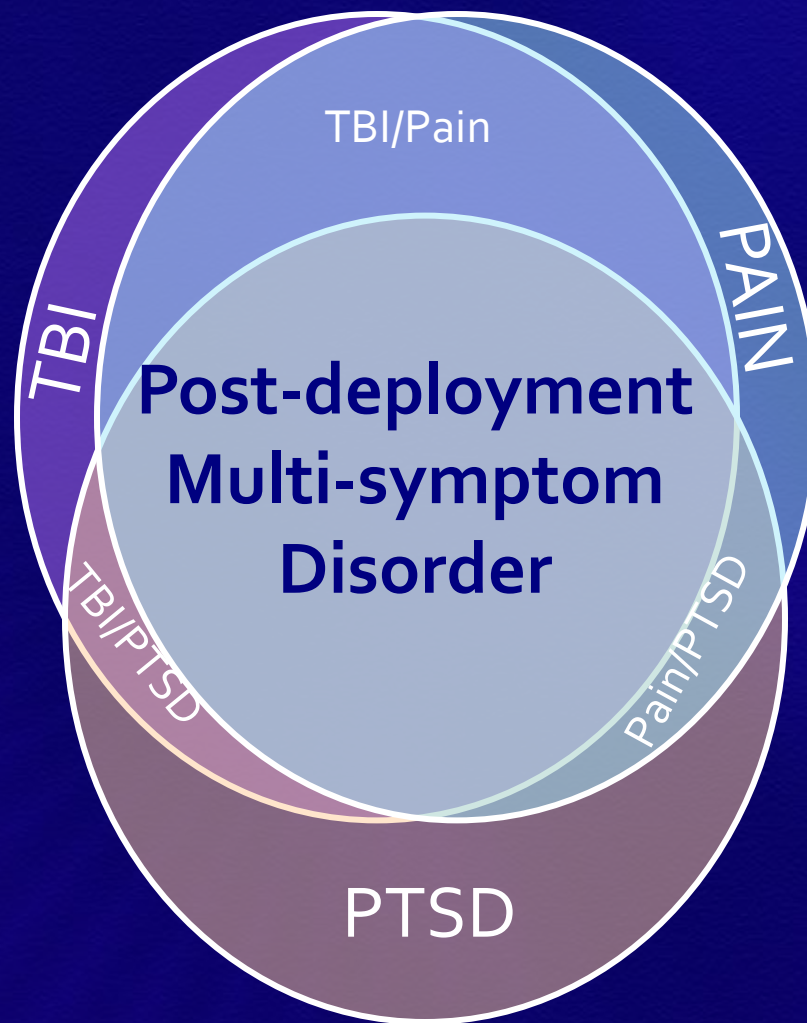 TBI/Pain
TBI
PAIN
Post-deployment
Multi-symptom
Disorder
TBI/PTSD
Pain/PTSD
PTSD